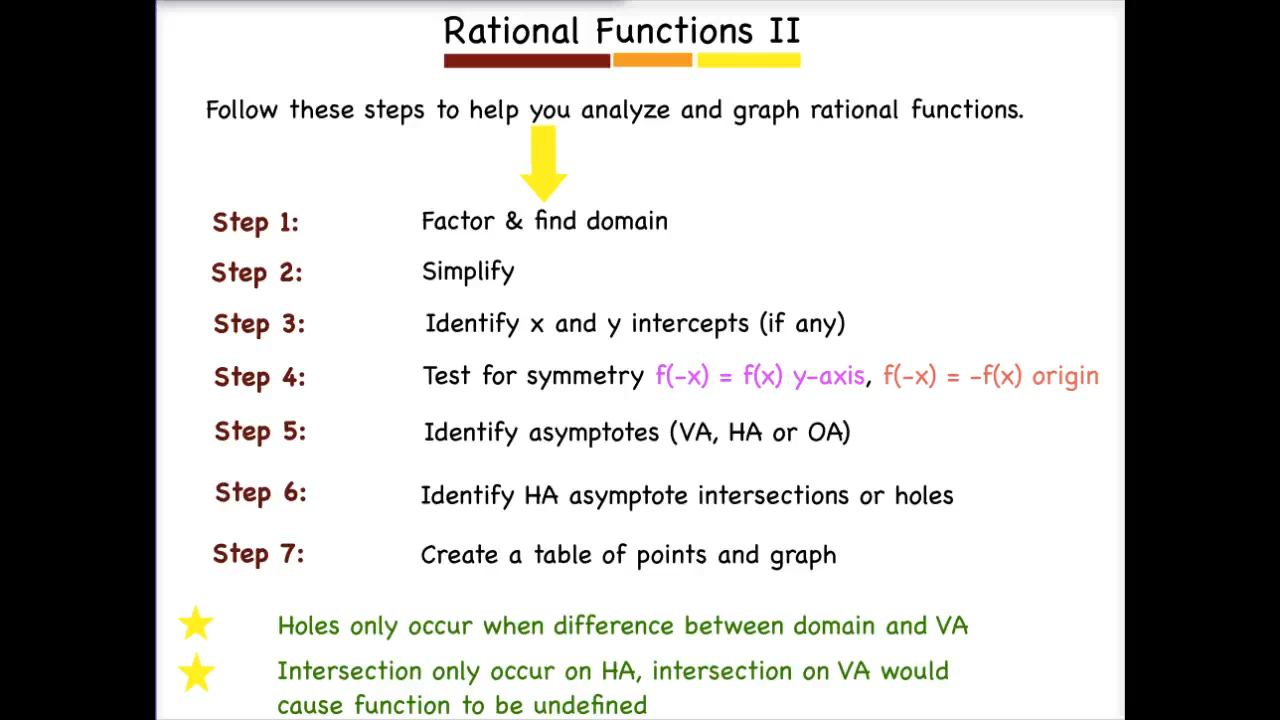 Rational Functions II
Follow these steps to help you analyze and graph rational functions.
Step 1: Factor & find domain
Step 2: Simplify
Step 3: Identify x and y intercepts (if any)
Step 4: Test for symmetry f(-x) = f(x) y-axis, f(-x) = -f(x) origin
Step 5: Identify asymptotes (VA, HA or OA)
Step 6: Identify HA asymptote intersections or holes
Step 7: Create a table of points and graph
Holes only occur when difference between domain and VA
Intersection only occur on HA, intersection on VA would
cause function to be undefined